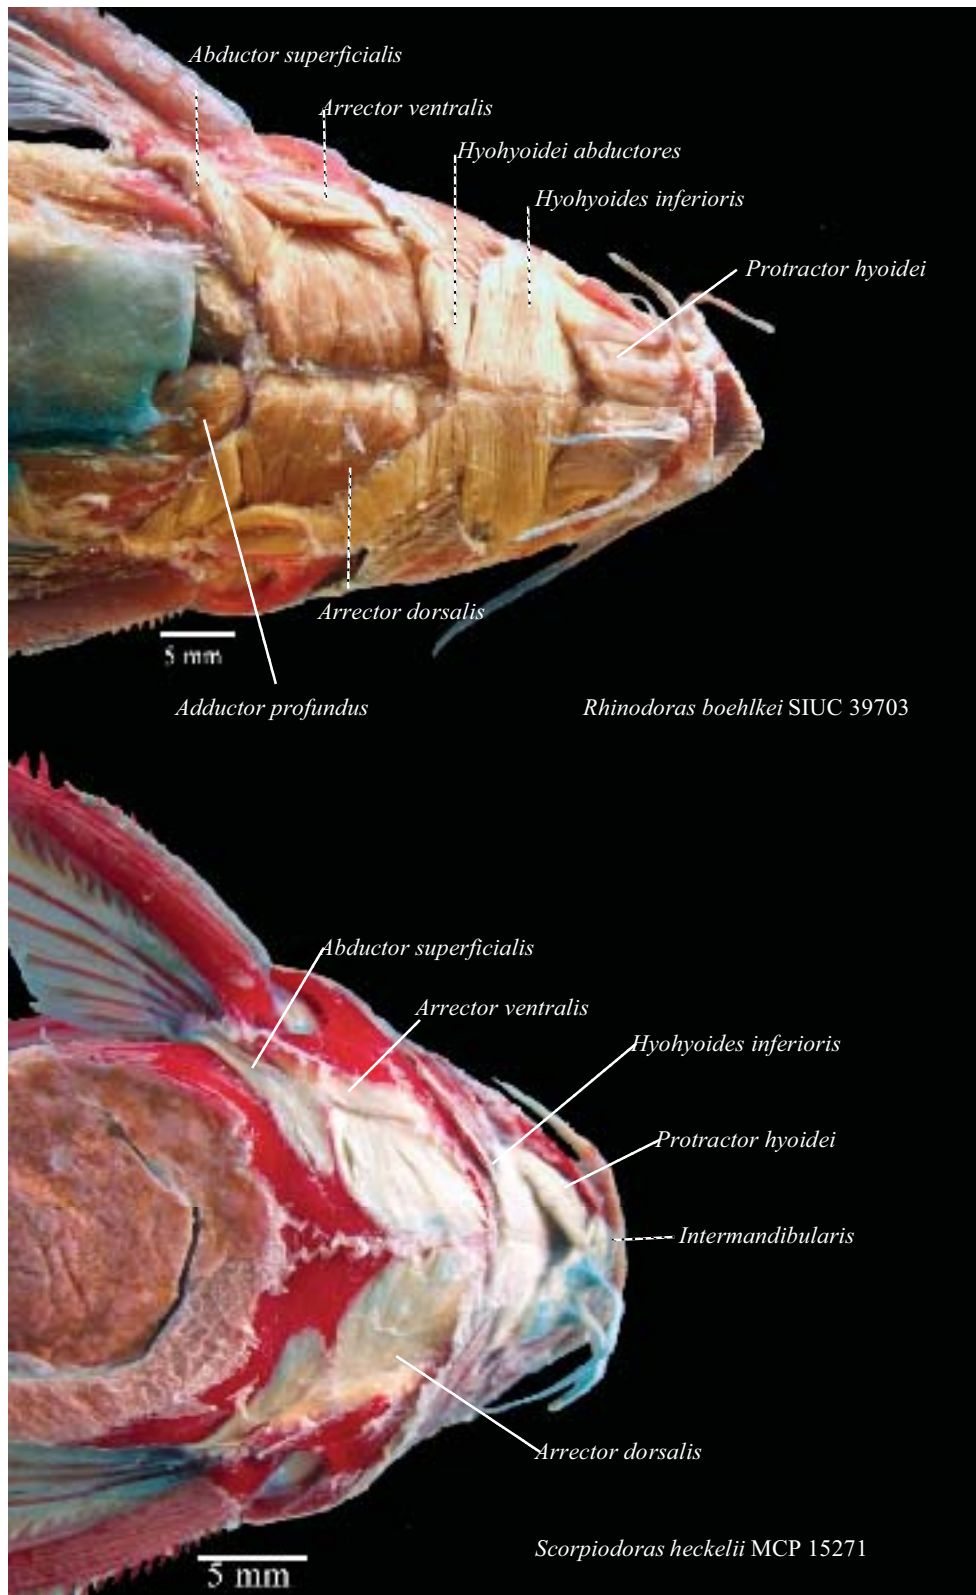 Abductor superficialis
Arrector ventralis
Hyohyoidei abductores
Hyohyoides inferioris
Protractor hyoidei
Arrector dorsalis
5 mm
Adductor profundus
Rhinodoras boehlkei SIUC 39703
Abductor superficialis
Arrector ventralis
Hyohyoides inferioris
Protractor hyoidei
Intermandibularis
Arrector dorsalis
Scorpiodoras heckelii MCP 15271
5 mm